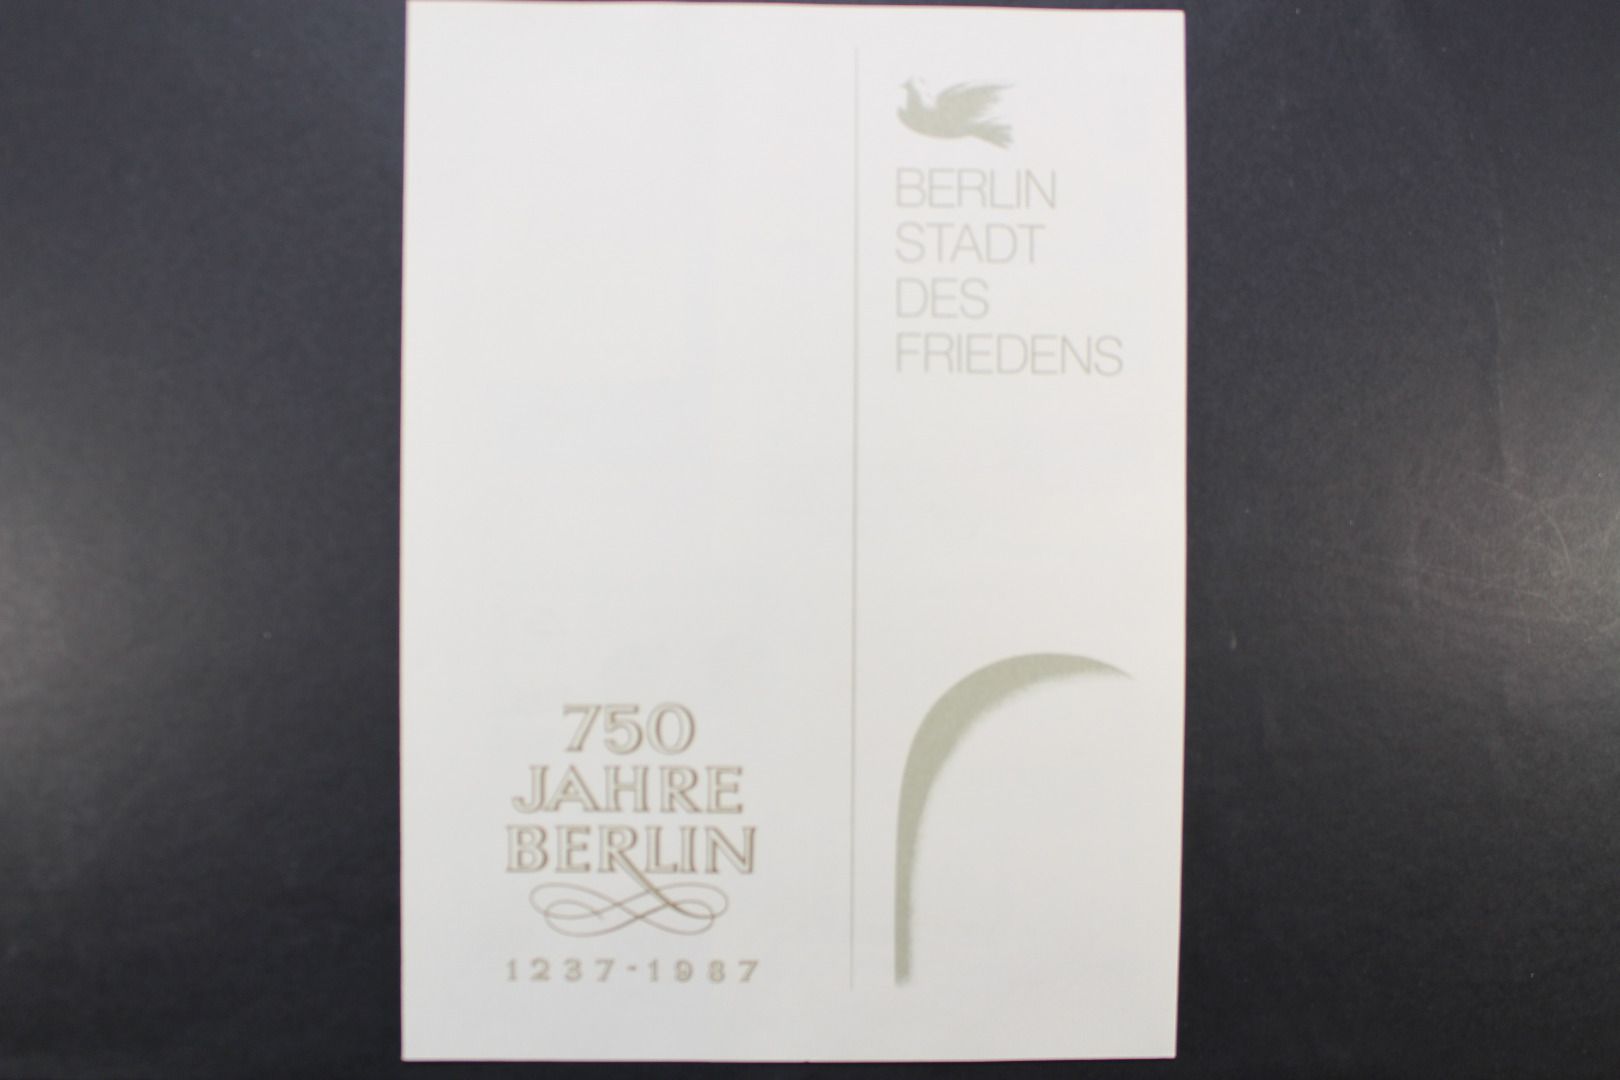 BERLIN
STADT
DES
FRIEDENS
750
JAHRE
BERLIN
1237-1987